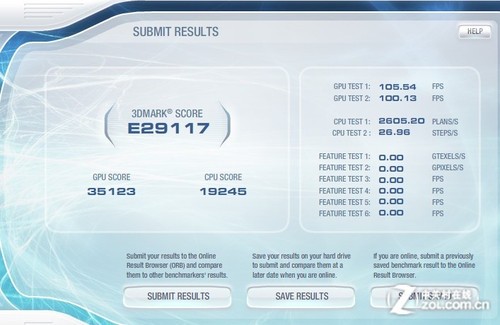 SUBMIT RESULTS
HELP
3DMARK® SCORE
E29117
GPU SCORE
35123
CPU SCORE
19245
GPU TEST 1: 105.54 FPS
GPU TEST 2: 100.13 FPS
CPU TEST 1: 2605.20 PLANS/S
CPU TEST 2 : 26.96 STEPS/S
FEATURE TEST 1: 0.00 GTEXELS/S
FEATURE TEST 2: 0.00 GPIXELS/S
FEATURE TEST 3: 0.00 FPS
FEATURE TEST 4: 0.00 FPS
FEATURE TEST 5: 0.00 FPS
FEATURE TEST 6: 0.00 FPS
Submit your results to the Online
Result Browser (ORB) and compare
them to other benchmarkers' results.
SUBMIT RESULTS
Save your results on your hard drive
to submit and compare them at a
later date when you are online.
SAVE RESULTS
If you are online, submit a previously
saved benchmark result to the Online
Result Browser.
SUBMIT
中关村在线
zol.com.cn